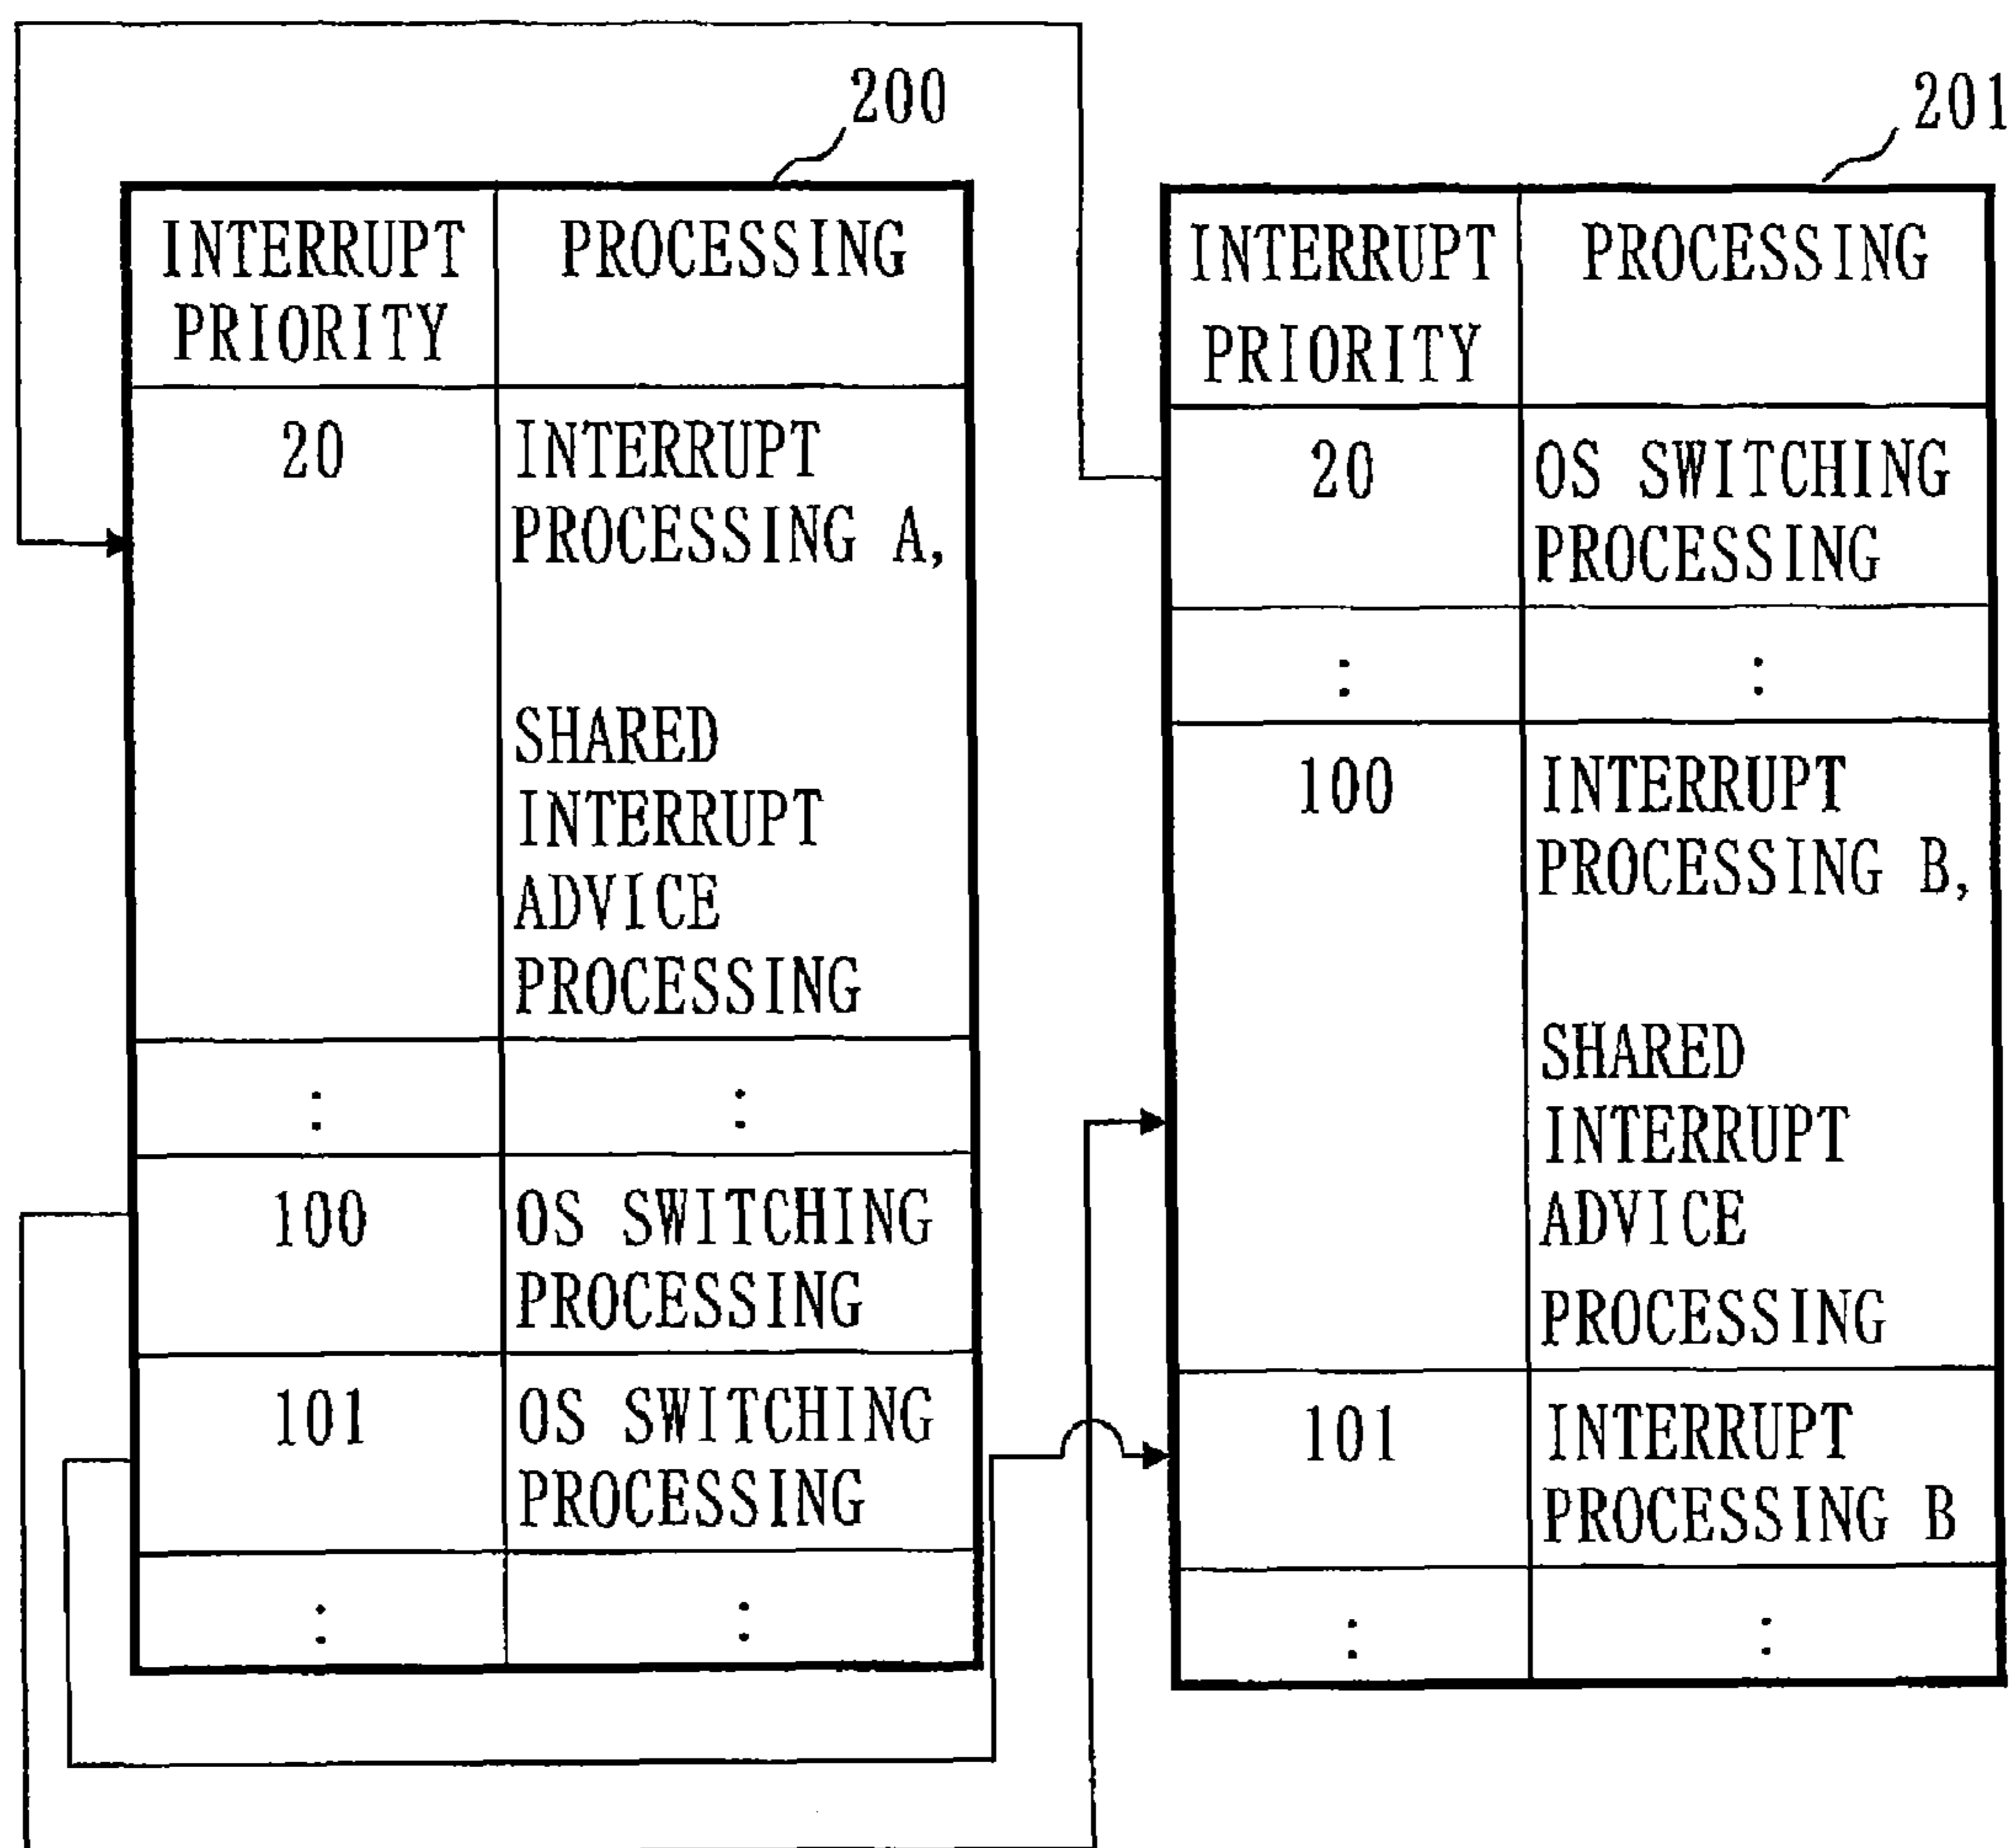 200
INTERRUPT
PRIORITY
PROCESSING
20
INTERRUPT
PROCESSING A,
SHARED
INTERRUPT
ADVICE
PROCESSING
:
:
100
OS SWITCHING
PROCESSING
101
OS SWITCHING
PROCESSING
:
:
201
INTERRUPT
PRIORITY
PROCESSING
20
OS SWITCHING
PROCESSING
:
:
100
INTERRUPT
PROCESSING B,
SHARED
INTERRUPT
ADVICE
PROCESSING
101
INTERRUPT
PROCESSING B
:
: